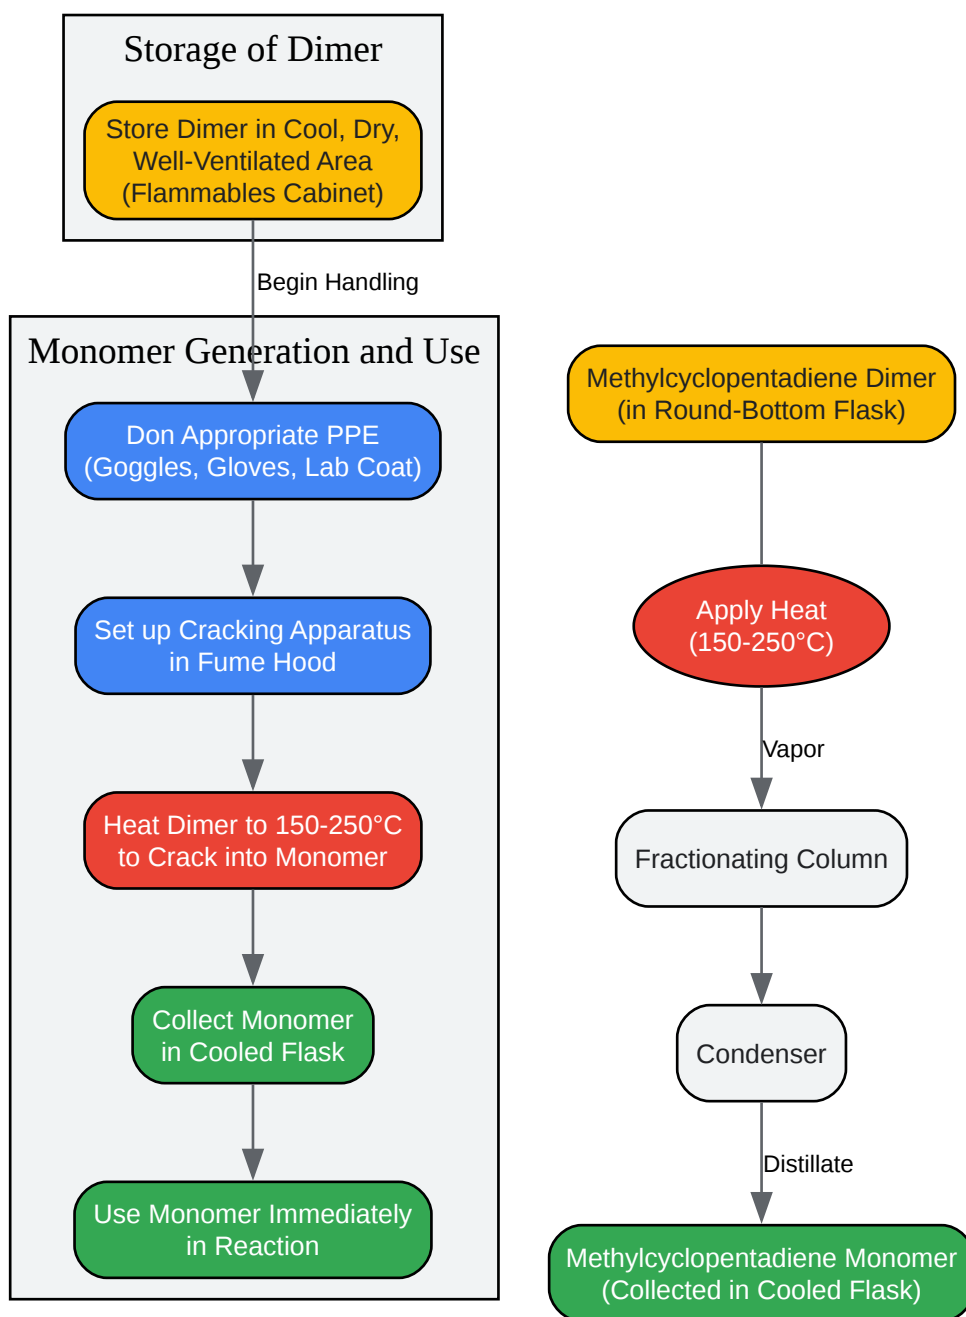 Storage of Dimer
Store Dimer in Cool, Dry,
Well-Ventilated Area
(Flammables Cabinet)
Begin Handling
Monomer Generation and Use
Don Appropriate PPE
(Goggles, Gloves, Lab Coat)
Set up Cracking Apparatus
in Fume Hood
Heat Dimer to 150-250°C
to Crack into Monomer
Collect Monomer
in Cooled Flask
Use Monomer Immediately
in Reaction
Methylcyclopentadiene Dimer
(in Round-Bottom Flask)
Apply Heat
(150-250°C)
Vapor
Fractionating Column
Condenser
Distillate
Methylcyclopentadiene Monomer
(Collected in Cooled Flask)